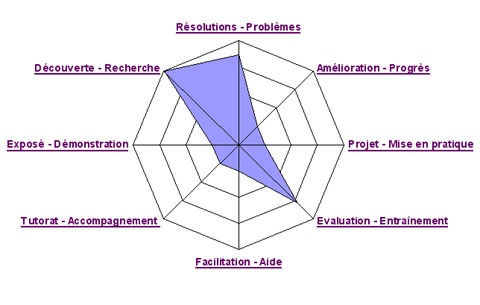 Résolutions - Problèmes
Découverte - Recherche
Amélioration - Progrès
Exposé - Démonstration
Projet - Mise en pratique
Tutorat - Accompagnement
Evaluation - Entraînement
Facilitation - Aide